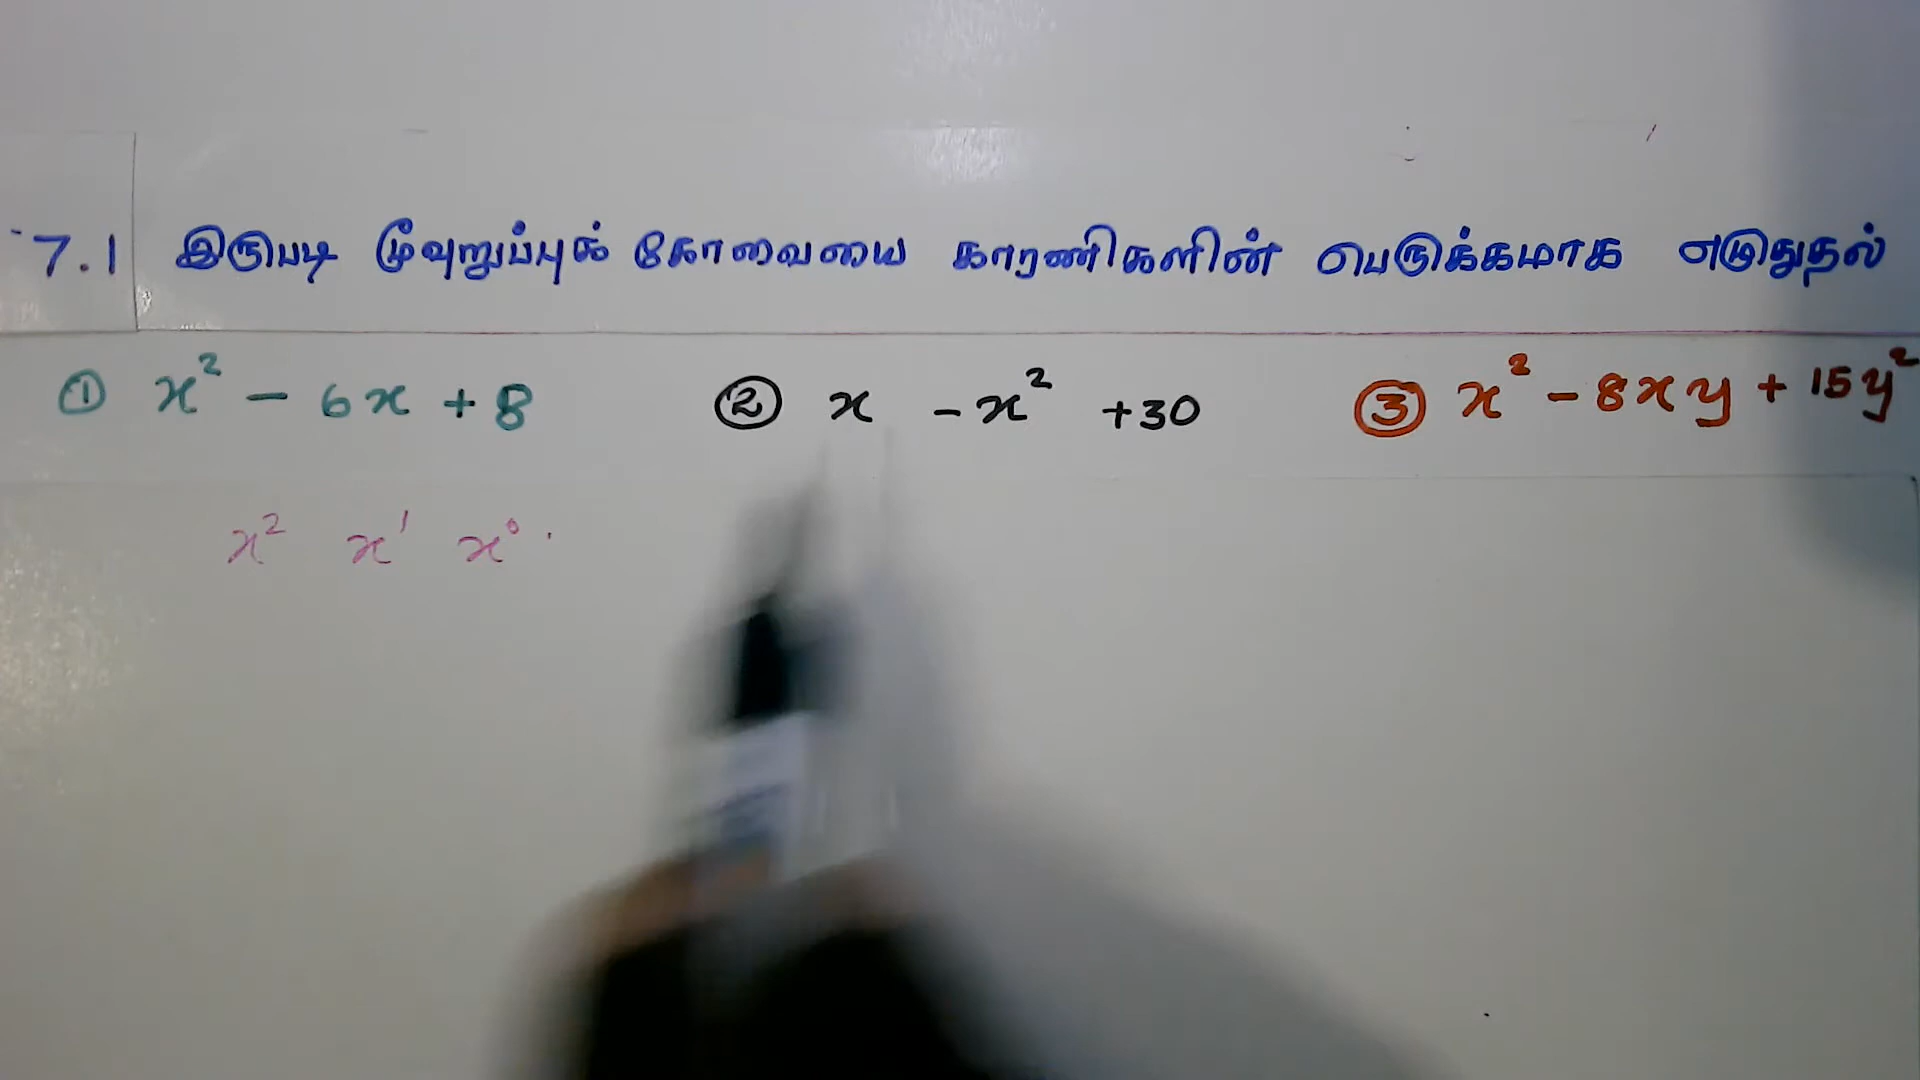 7.1 இருபடி மூவுறுப்புக் கோவையை காரணிகளின் பெருக்கமாக எழுதுதல்
① x² - 6x + 8 ② x - x² + 30 ③ x² - 8xy + 15y²
x² x¹ x⁰